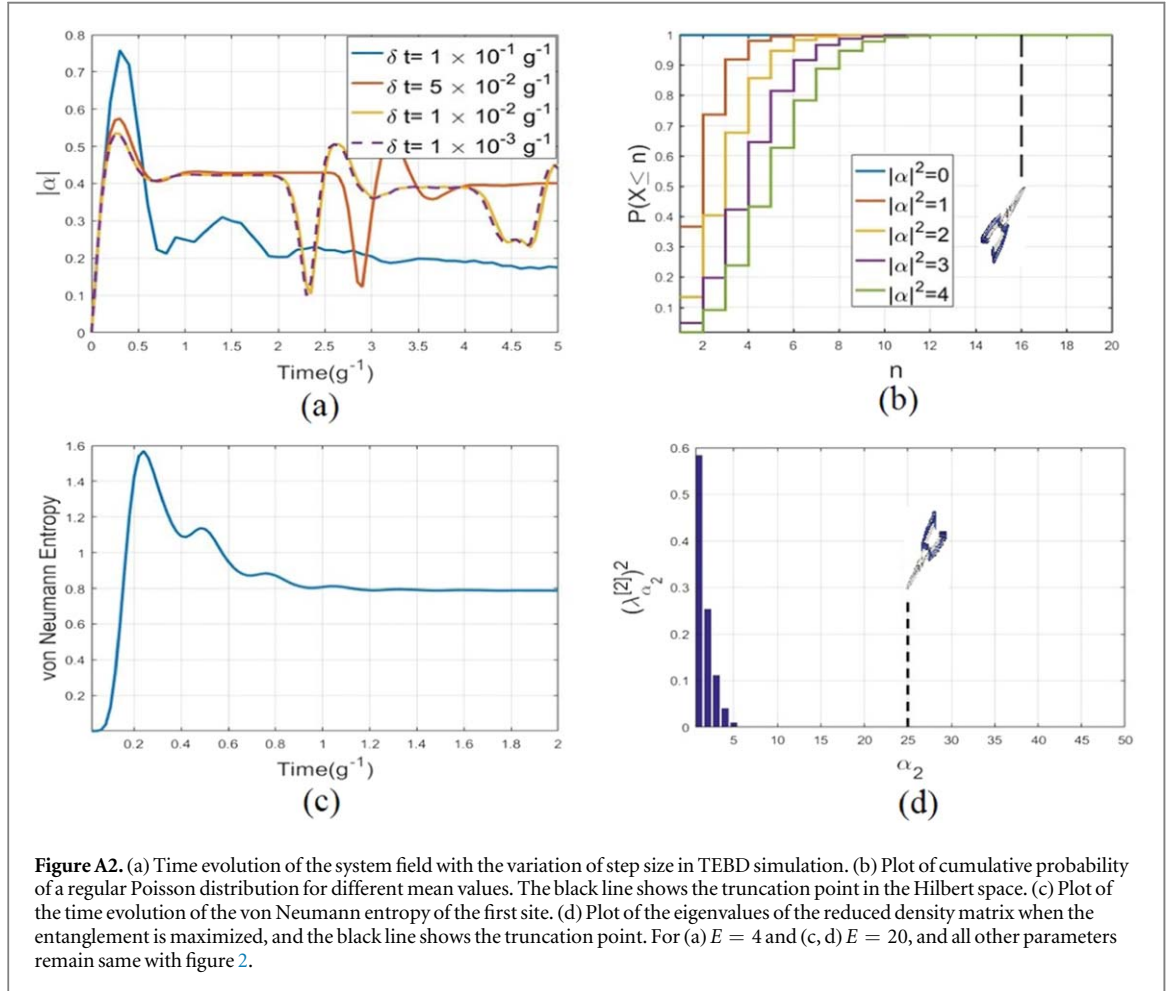 |α|
0.8
0.7
0.6
0.5
0.4
0.3
0.2
0.1
0
0 0.5 1 1.5 2 2.5 3 3.5 4 4.5 5
Time(g⁻¹)
δ t= 1 × 10⁻¹ g⁻¹
δ t= 5 × 10⁻² g⁻¹
δ t= 1 × 10⁻² g⁻¹
δ t= 1 × 10⁻³ g⁻¹
(a)
P(X≤ n)
1
0.9
0.8
0.7
0.6
0.5
0.4
0.3
0.2
0.1
2 4 6 8 10 12 14 16 18 20
n
|α|²=0
|α|²=1
|α|²=2
|α|²=3
|α|²=4
(b)
von Neumann Entropy
1.6
1.4
1.2
1
0.8
0.6
0.4
0.2
0.2 0.4 0.6 0.8 1 1.2 1.4 1.6 1.8 2
Time(g⁻¹)
(c)
(λ^[2]_α₂)²
0.6
0.5
0.4
0.3
0.2
0.1
0
5 10 15 20 25 30 35 40 45 50
α₂
(d)
Figure A2. (a) Time evolution of the system field with the variation of step size in TEBD simulation. (b) Plot of cumulative probability
of a regular Poisson distribution for different mean values. The black line shows the truncation point in the Hilbert space. (c) Plot of
the time evolution of the von Neumann entropy of the first site. (d) Plot of the eigenvalues of the reduced density matrix when the
entanglement is maximized, and the black line shows the truncation point. For (a) E = 4 and (c, d) E = 20, and all other parameters
remain same with figure 2.